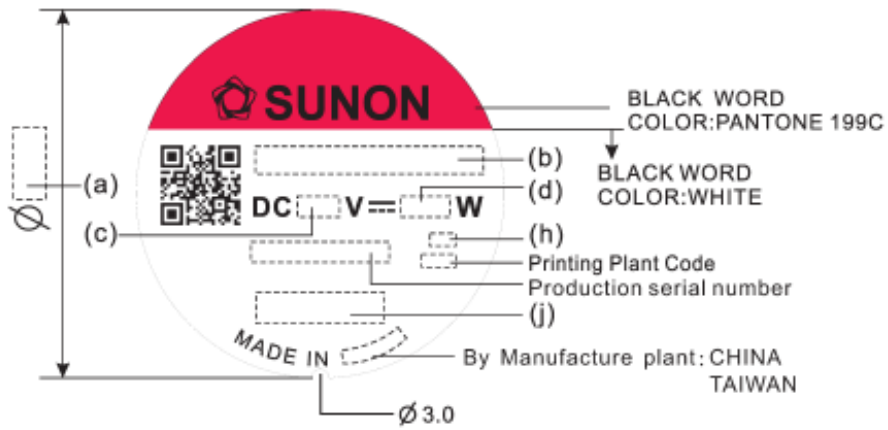 SUNON
BLACK WORD
COLOR:PANTONE 199C
BLACK WORD
COLOR:WHITE
(a)
Ø
(b)
(d)
DC V W
(c)
(h)
Printing Plant Code
Production serial number
(j)
MADE IN
By Manufacture plant: CHINA
TAIWAN
Ø 3.0